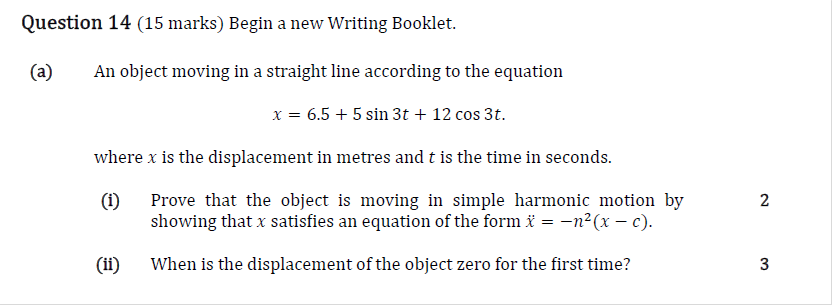 Question 14 (15 marks) Begin a new Writing Booklet.
(a) An object moving in a straight line according to the equation
x = 6.5 + 5 sin 3t + 12 cos 3t.
where x is the displacement in metres and t is the time in seconds.
(i) Prove that the object is moving in simple harmonic motion by 2
showing that x satisfies an equation of the form ẍ = −n²(x − c).
(ii) When is the displacement of the object zero for the first time? 3